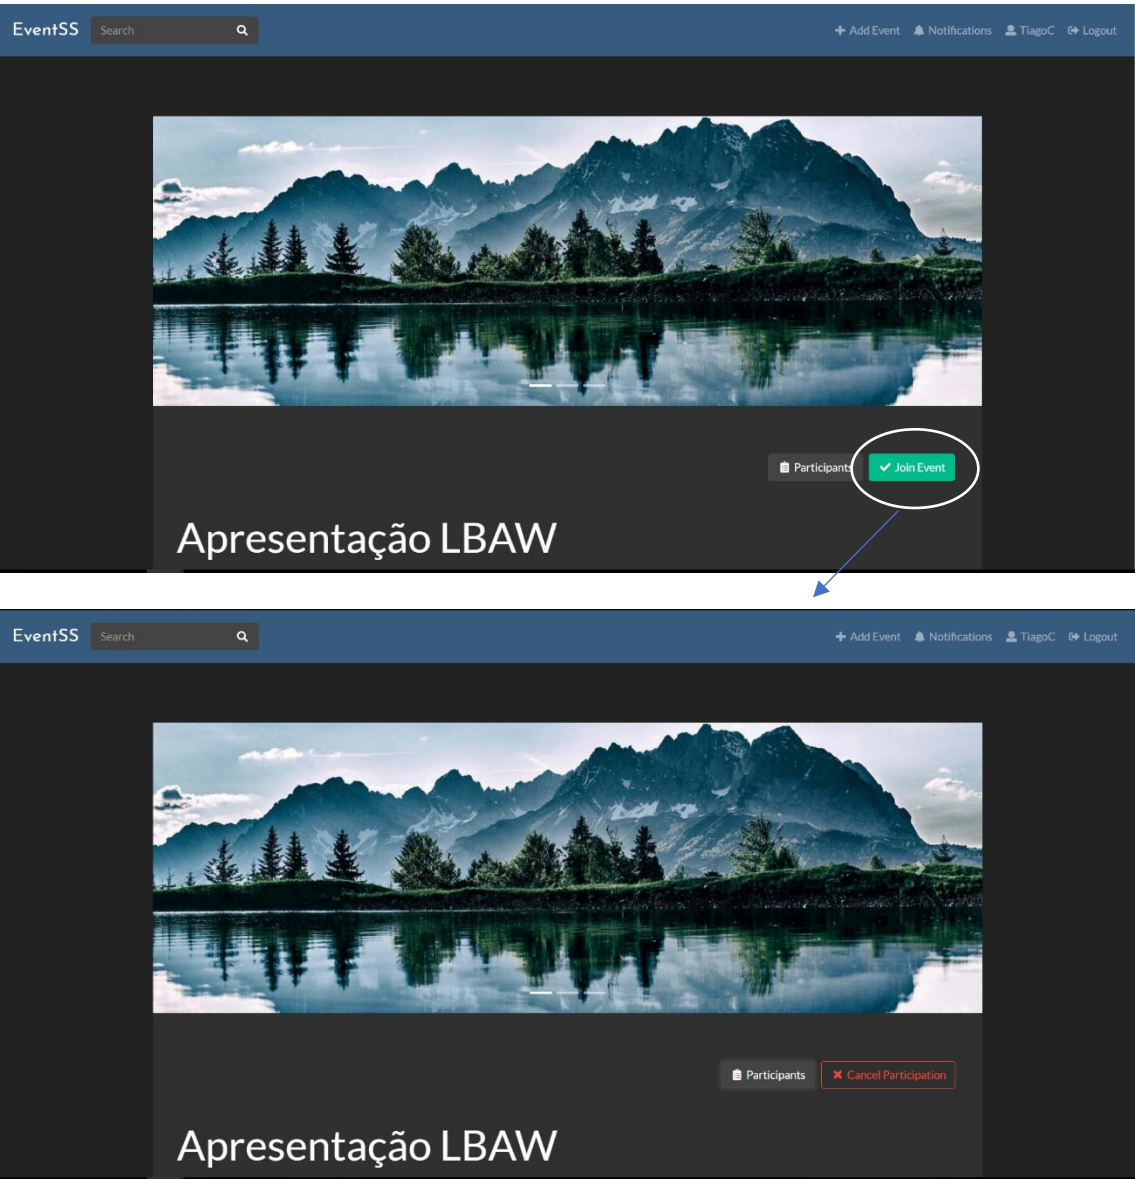 EventSS Search Add Event Notifications TiagoC Logout
Participants Join Event
Apresentação LBAW
EventSS Search Add Event Notifications TiagoC Logout
Participants Cancel Participation
Apresentação LBAW